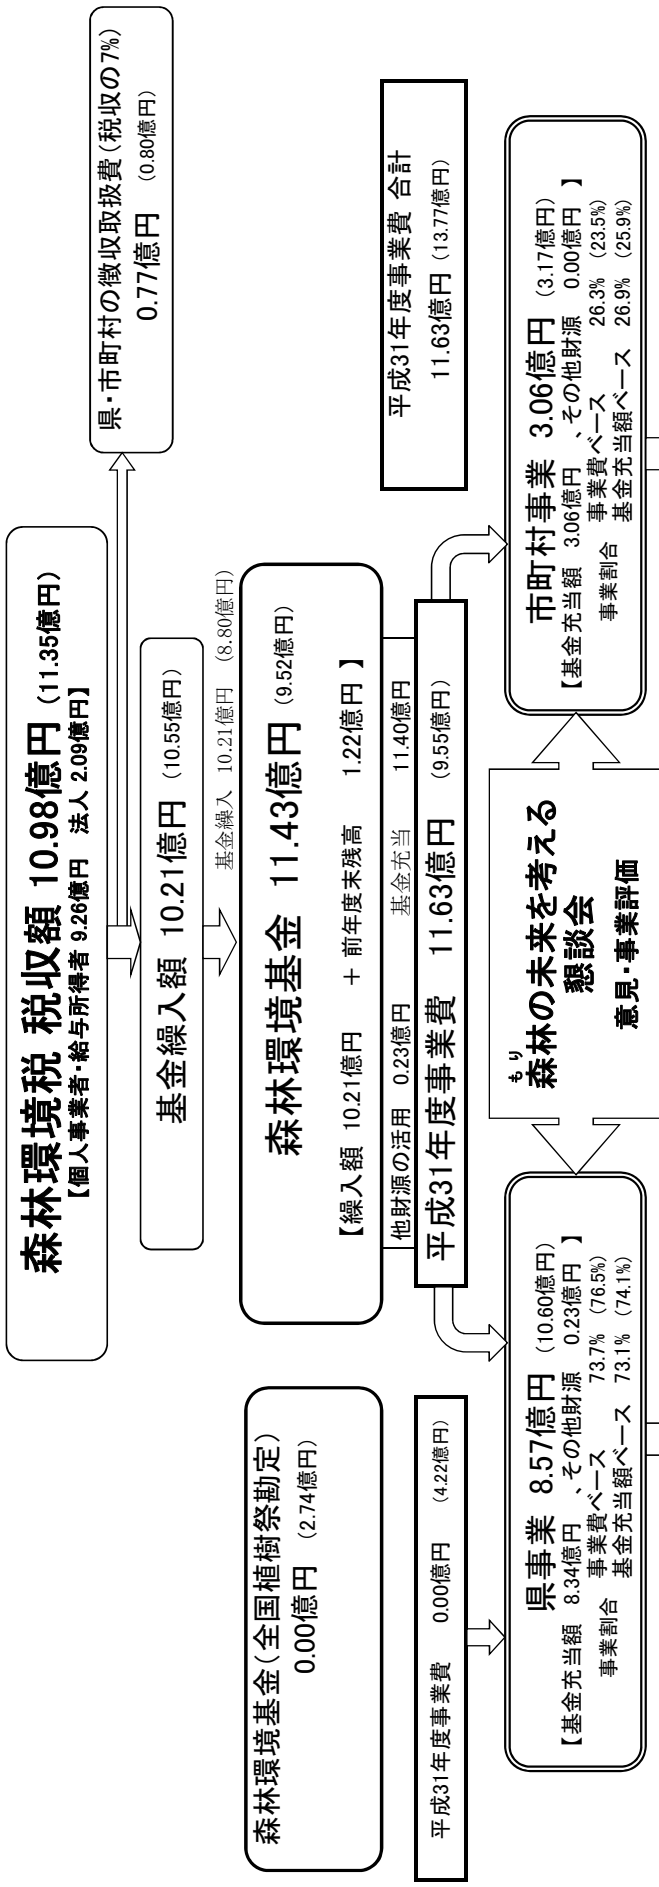 森林環境税 税収額 10.98億円（11.35億円）
【個人事業者・給与所得者 9.26億円　法人 2.09億円】
県・市町村の徴収取扱費（税収の7%）
0.77億円（0.80億円）
基金繰入額 10.21億円（10.55億円）
基金繰入 10.21億円（8.80億円）
森林環境基金（全国植樹祭勘定）
0.00億円（2.74億円）
森林環境基金 11.43億円（9.52億円）
【繰入額 10.21億円　＋ 前年度末残高　1.22億円 】
他財源の活用 0.23億円
基金充当　11.40億円
平成31年度事業費 合計
11.63億円（13.77億円）
平成31年度事業費　0.00億円　（4.22億円）
平成31年度事業費　11.63億円（9.55億円）
県事業 8.57億円（10.60億円）
【基金充当額 8.34億円　、その他財源　0.23億円 】
事業割合　事業費ベース　73.7%（76.5%）
基金充当額ベース　73.1%（74.1%）
もり
森林の未来を考える
懇談会
意見・事業評価
市町村事業 3.06億円（3.17億円）
【基金充当額 3.06億円　、その他財源　0.00億円 】
事業割合　事業費ベース　26.3%（23.5%）
基金充当額ベース　26.9%（25.9%）